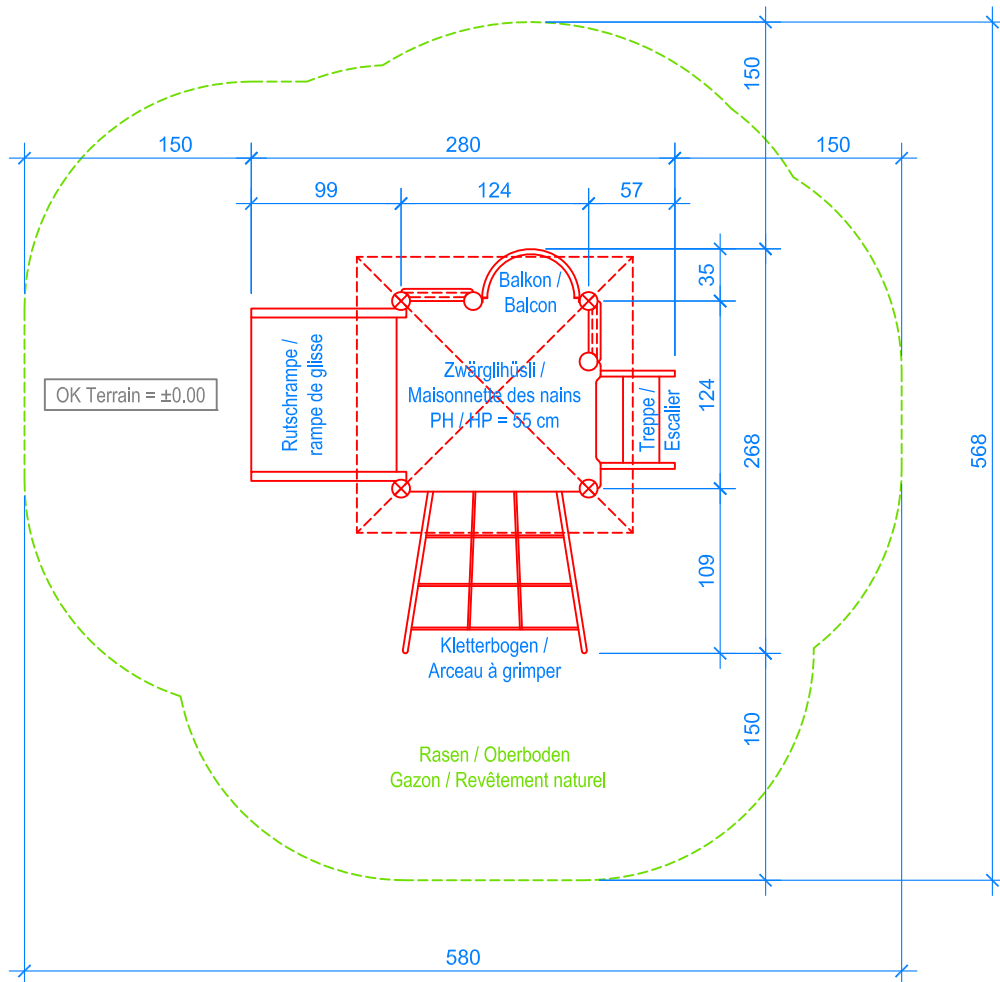 150
150
280
150
99
124
57
35
Balkon /
Balcon
Zwärglihüsli /
Maisonnette des nains
PH / HP = 55 cm
Rutschrampe /
rampe de glisse
Treppe /
Escalier
OK Terrain = ±0.00
124
268
568
109
Kletterbogen /
Arceau à grimper
150
Rasen / Oberboden
Gazon / Revêtement naturel
580